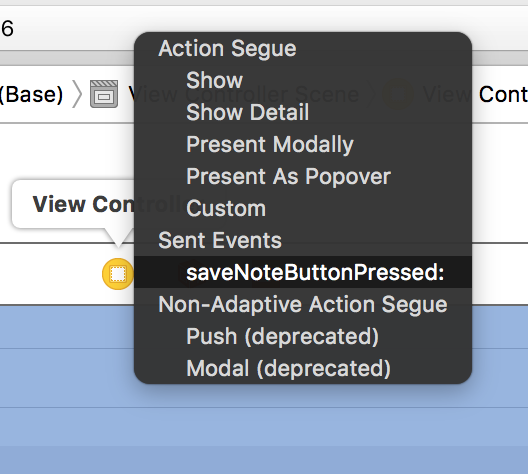 6
Action Segue
Show
(Base) View Controller Scene View Cont
Show Detail
Present Modally
Present As Popover
View Contro
Custom
Sent Events
saveNoteButtonPressed:
Non-Adaptive Action Segue
Push (deprecated)
Modal (deprecated)